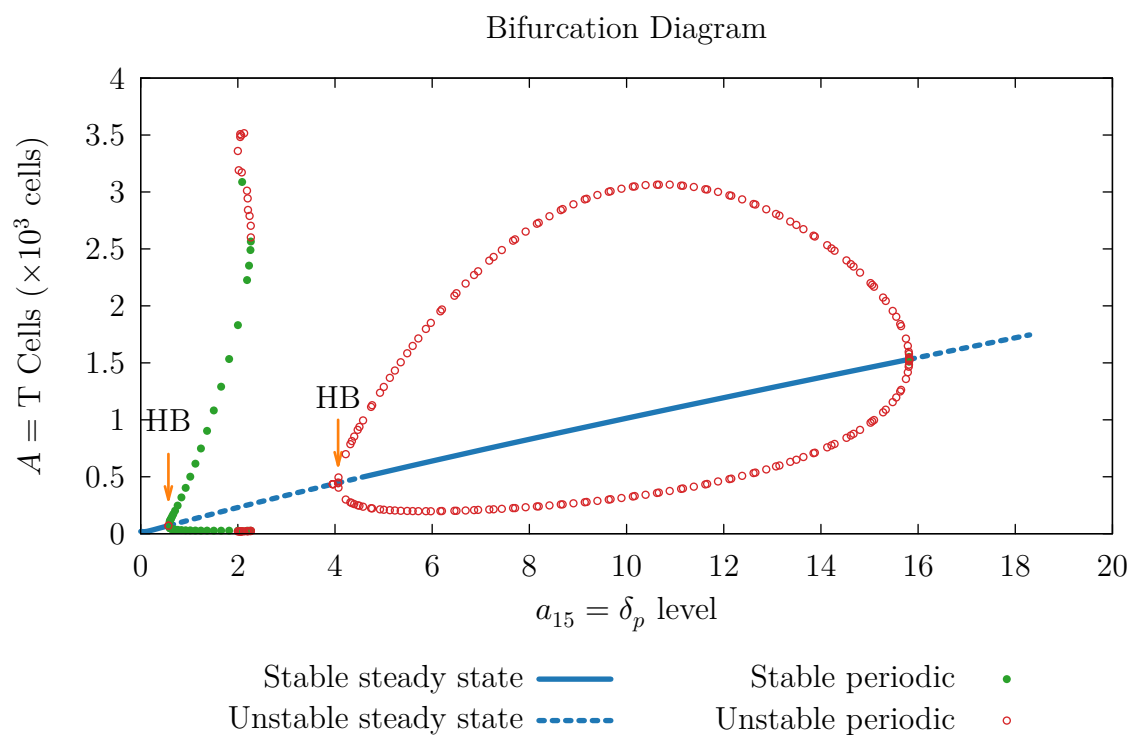 Bifurcation Diagram
A = T Cells (×10³ cells)
4
3.5
3
2.5
2
1.5
1
0.5
0
HB
HB
0 2 4 6 8 10 12 14 16 18 20
a₁₅ = δₚ level
Stable steady state
Stable periodic
Unstable steady state
Unstable periodic